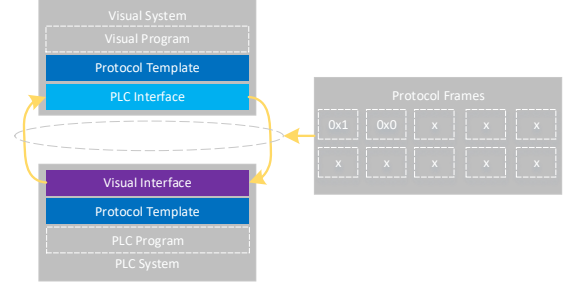 Visual System
Visual Program
Protocol Template
PLC Interface
Protocol Frames
0x1 0x0 x x x
x x x x x
Visual Interface
Protocol Template
PLC Program
PLC System